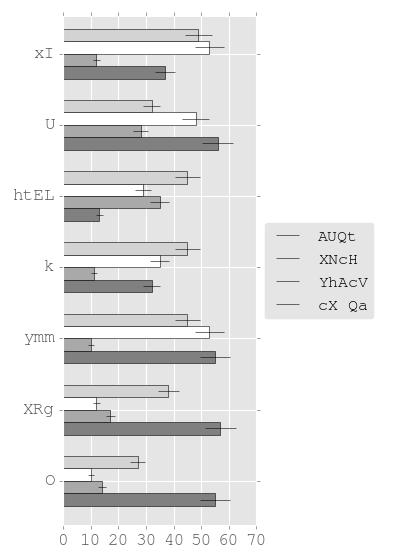 xI
U
htEL
k
ymm
XRg
O
0 10 20 30 40 50 60 70
AUQt
XNcH
YhAcV
cX Qa